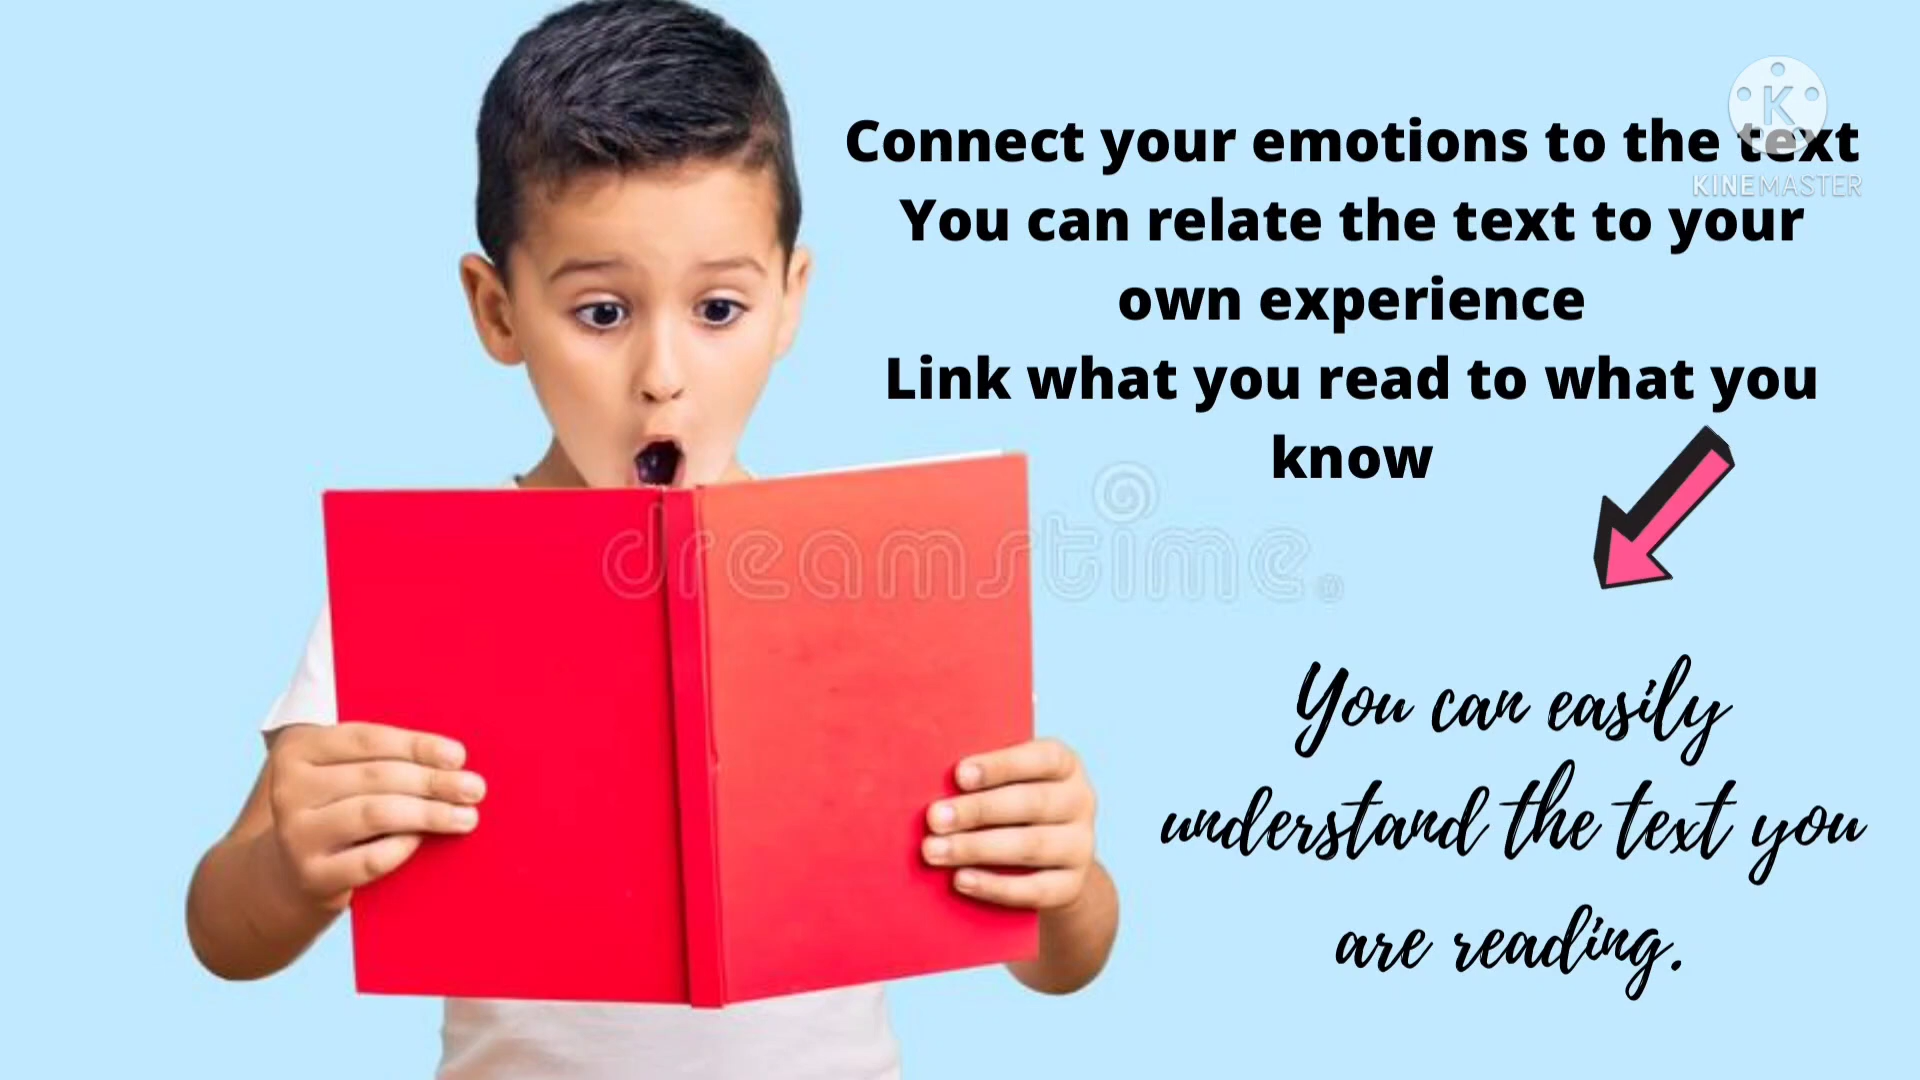 Connect your emotions to the text
K
KINEMASTER
You can relate the text to your
own experience
Link what you read to what you
know
dreamstime
You can easily
understand the text you
are reading.